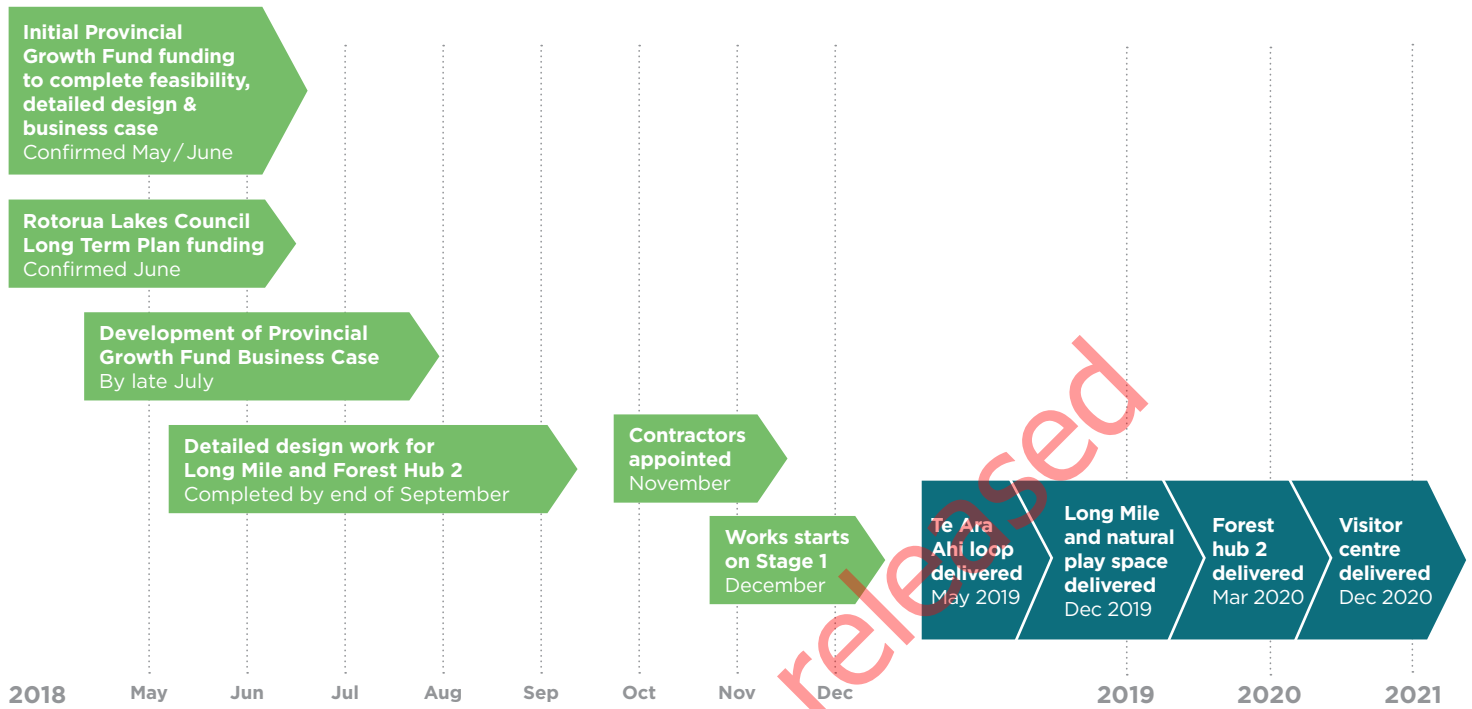 Initial Provincial
Growth Fund funding
to complete feasibility,
detailed design &
business case
Confirmed May / June
Rotorua Lakes Council
Long Term Plan funding
Confirmed June
Development of Provincial
Growth Fund Business Case
By late July
Detailed design work for
Long Mile and Forest Hub 2
Completed by end of September
Contractors
appointed
November
Works starts
on Stage 1
December
Te Ara
Ahi loop
delivered
May 2019
Long Mile
and natural
play space
delivered
Dec 2019
Forest
hub 2
delivered
Mar 2020
Visitor
centre
delivered
Dec 2020
released
2018 May Jun Jul Aug Sep Oct Nov Dec 2019 2020 2021